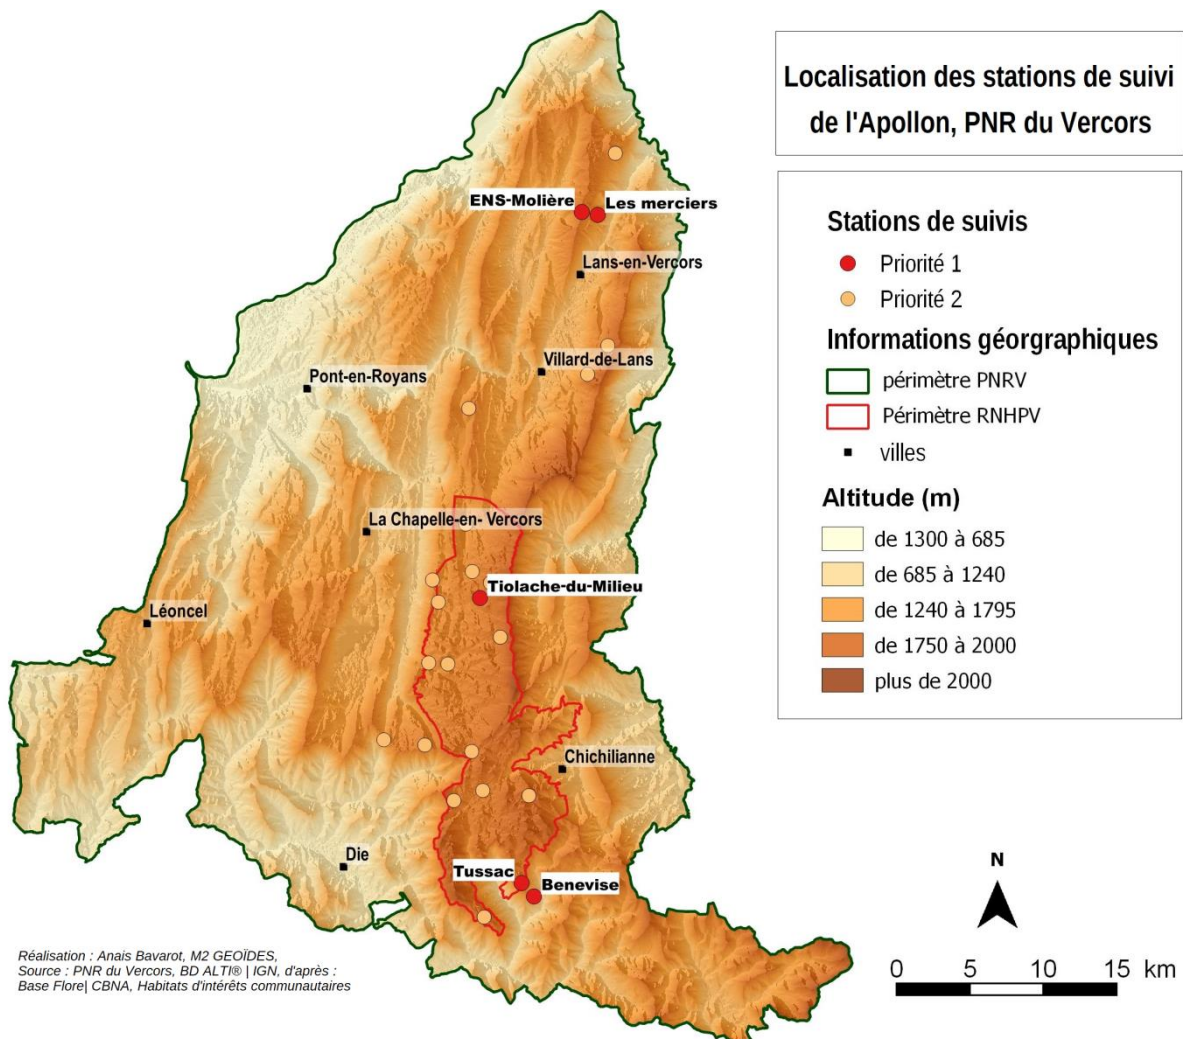 Localisation des stations de suivi
de l'Apollon, PNR du Vercors
ENS-Molière
Les merciers
Lans-en-Vercors
Villard-de-Lans
Pont-en-Royans
La Chapelle-en- Vercors
Tiolache-du-Milieu
Léoncel
Chichilianne
Die
Tussac
Benevise
Stations de suivis
Priorité 1
Priorité 2
Informations géorgraphiques
périmètre PNRV
Périmètre RNHPV
villes
Altitude (m)
de 1300 à 685
de 685 à 1240
de 1240 à 1795
de 1750 à 2000
plus de 2000
N
0 5 10 15 km
Réalisation : Anais Bavarot, M2 GEOÏDES,
Source : PNR du Vercors, BD ALTI® | IGN, d'après :
Base Flore| CBNA, Habitats d'intérêts communautaires